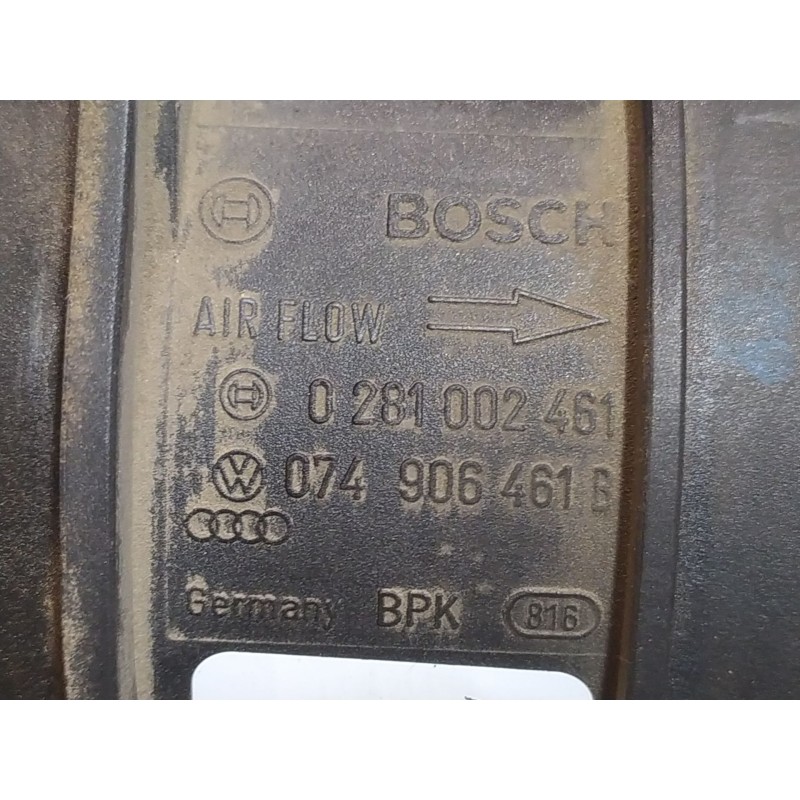 BOSCH
AIR FLOW
0 281 002 461
074 906 461 B
Germany BPK 816